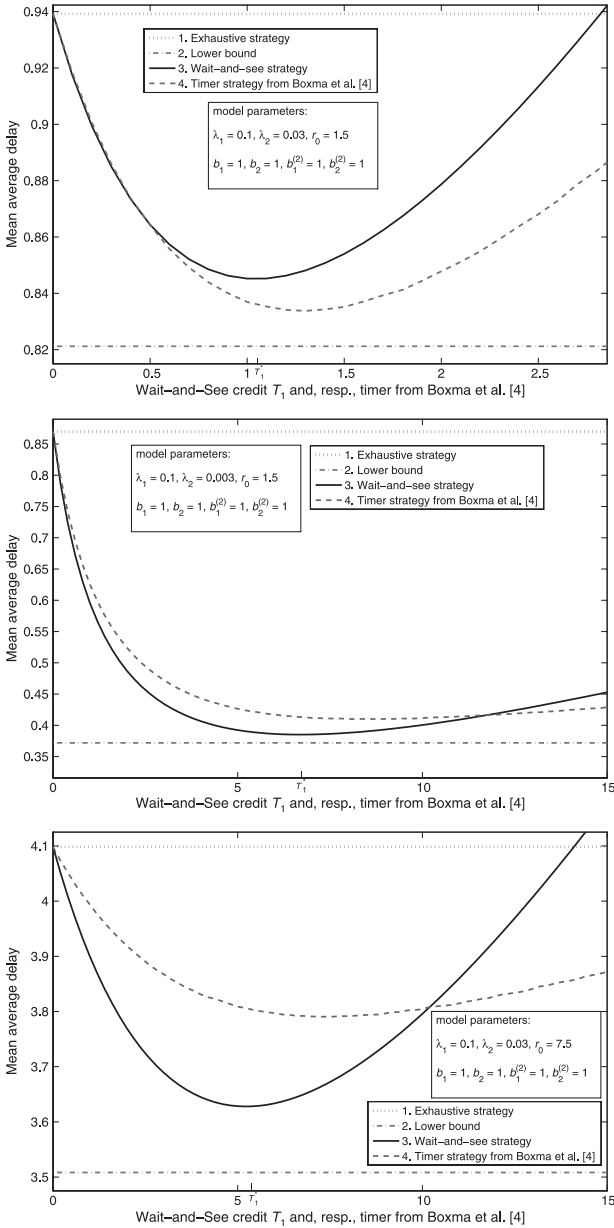 0.94
0.92
0.9
0.88
0.86
0.84
0.82
Mean average delay
1. Exhaustive strategy
2. Lower bound
3. Wait−and−see strategy
4. Timer strategy from Boxma et al. [4]
model parameters:
λ₁ = 0.1, λ₂ = 0.03, r₀ = 1.5
b₁ = 1, b₂ = 1, b₁⁽²⁾ = 1, b₂⁽²⁾ = 1
0 0.5 1 T₁* 1.5 2 2.5
Wait−and−See credit T₁ and, resp., timer from Boxma et al. [4]
0.85
0.8
0.75
0.7
0.65
0.6
0.55
0.5
0.45
0.4
0.35
Mean average delay
model parameters:
λ₁ = 0.1, λ₂ = 0.003, r₀ = 1.5
b₁ = 1, b₂ = 1, b₁⁽²⁾ = 1, b₂⁽²⁾ = 1
1. Exhaustive strategy
2. Lower bound
3. Wait−and−see strategy
4. Timer strategy from Boxma et al. [4]
0 5 T₁* 10 15
Wait−and−See credit T₁ and, resp., timer from Boxma et al. [4]
4.1
4
3.9
3.8
3.7
3.6
3.5
Mean average delay
model parameters:
λ₁ = 0.1, λ₂ = 0.03, r₀ = 7.5
b₁ = 1, b₂ = 1, b₁⁽²⁾ = 1, b₂⁽²⁾ = 1
1. Exhaustive strategy
2. Lower bound
3. Wait−and−see strategy
4. Timer strategy from Boxma et al. [4]
0 5 T₁* 10 15
Wait−and−See credit T₁ and, resp., timer from Boxma et al. [4]